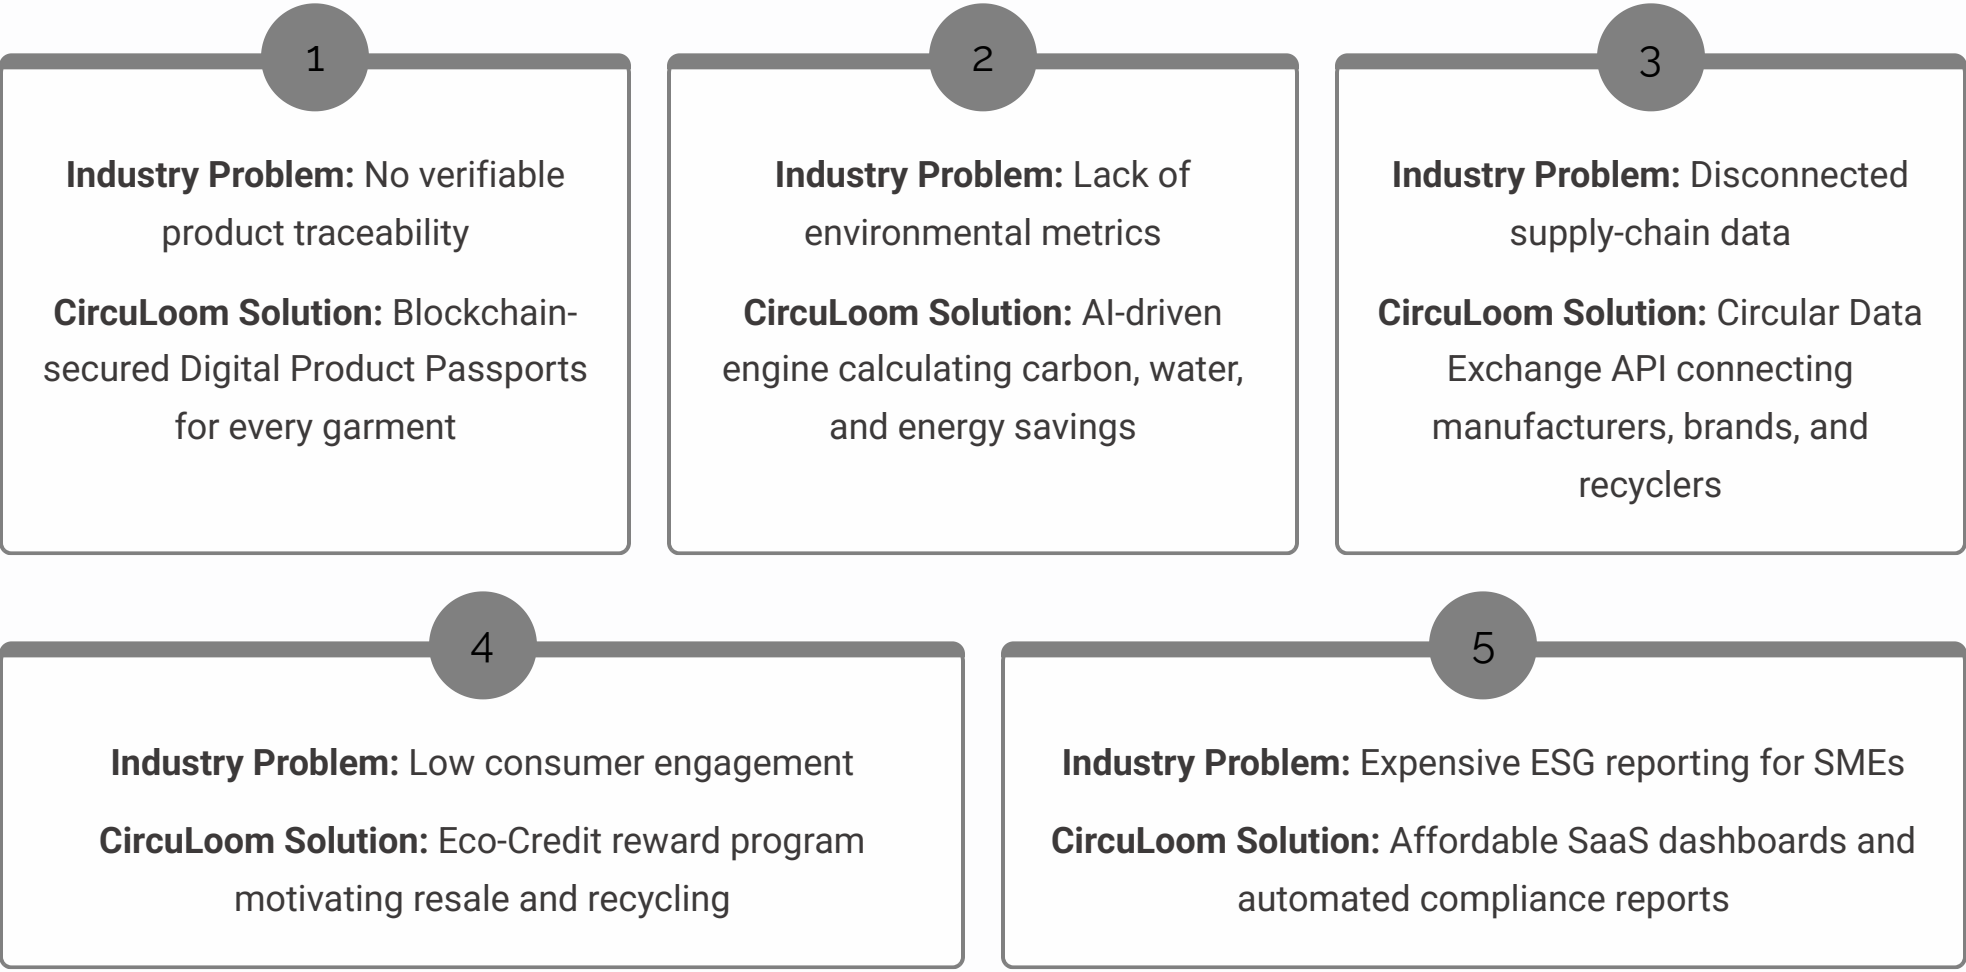 1
Industry Problem: No verifiable
product traceability
CircuLoom Solution: Blockchain-
secured Digital Product Passports
for every garment
2
Industry Problem: Lack of
environmental metrics
CircuLoom Solution: AI-driven
engine calculating carbon, water,
and energy savings
3
Industry Problem: Disconnected
supply-chain data
CircuLoom Solution: Circular Data
Exchange API connecting
manufacturers, brands, and
recyclers
4
Industry Problem: Low consumer engagement
CircuLoom Solution: Eco-Credit reward program
motivating resale and recycling
5
Industry Problem: Expensive ESG reporting for SMEs
CircuLoom Solution: Affordable SaaS dashboards and
automated compliance reports